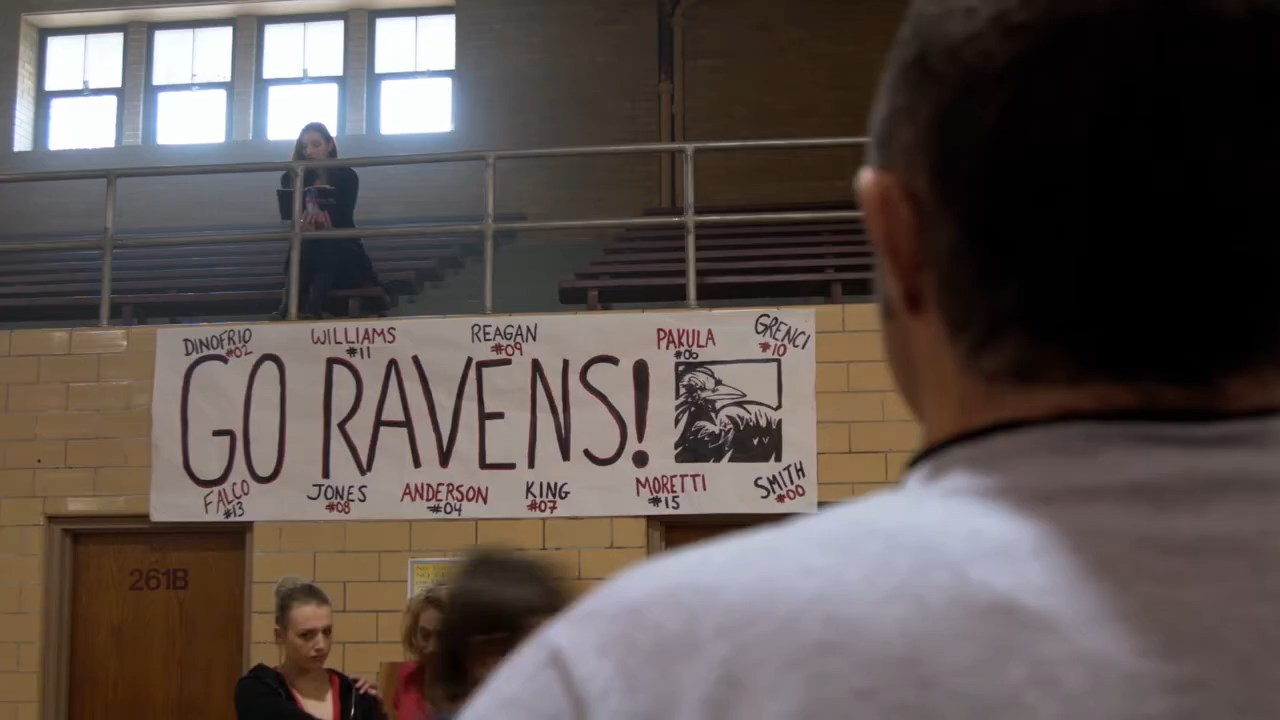 DINOFRIO WILLIAMS REAGAN PAKULA GRENCI
#02 #11 #09 #06 #10
GO RAVENS!
FALCO JONES ANDERSON KING MORETTI SMITH
#13 #08 #04 #07 #15 #00
261B